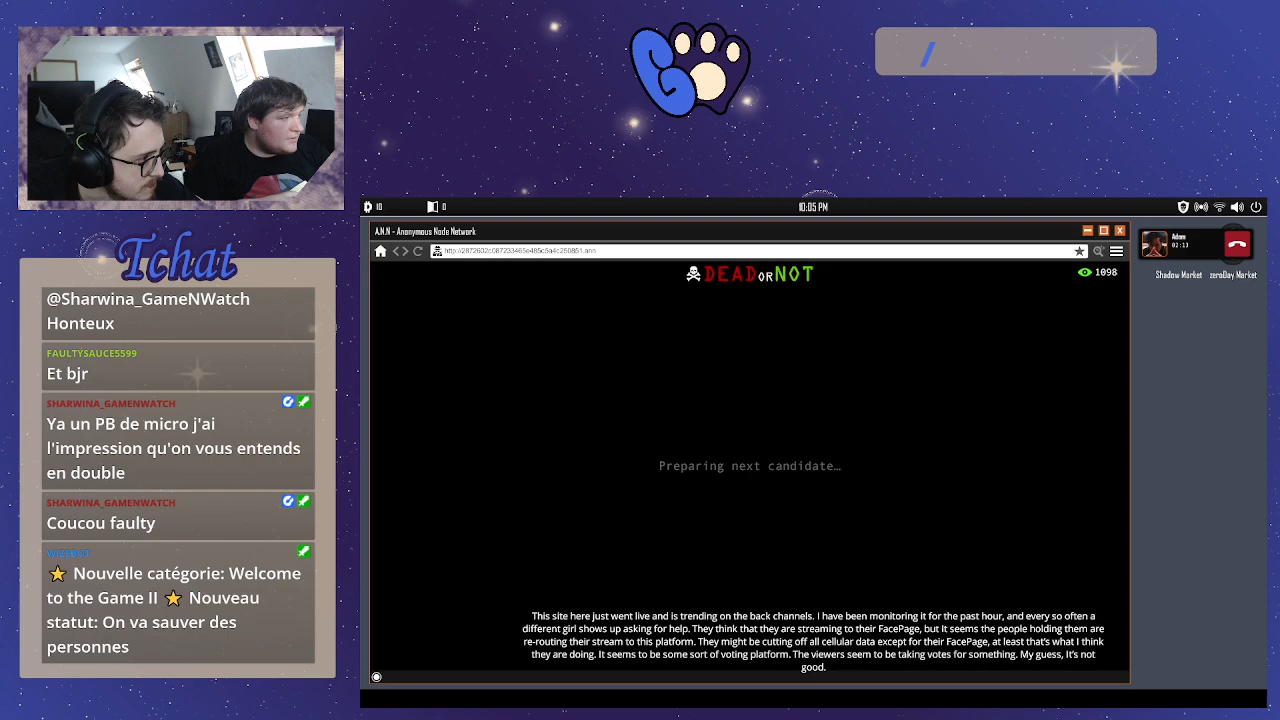 /
10
0
10:05 PM
A.N.N - Anonymous Node Network
Adam
02:13
Shadow Market
zeroDay Market
DEAD OR NOT
1098
Preparing next candidate…
This site here just went live and is trending on the back channels. I have been monitoring it for the past hour, and every so often a
different girl shows up asking for help. They think that they are streaming to their FacePage, but It seems the people holding them are
re-routing their stream to this platform. They might be cutting off all cellular data except for their FacePage, at least that's what I think
they are doing. It seems to be some sort of voting platform. The viewers seem to be taking votes for something. My guess, It's not
good.
Tchat
@Sharwina_GameNWatch
Honteux
FAULTYSAUCE5599
Et bjr
SHARWINA_GAMENWATCH
Ya un PB de micro j'ai
l'impression qu'on vous entends
en double
SHARWINA_GAMENWATCH
Coucou faulty
WIZEBOT
Nouvelle catégorie: Welcome
to the Game II Nouveau
statut: On va sauver des
personnes